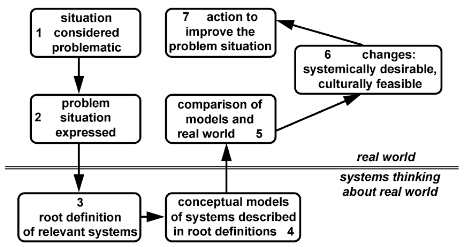 situation
1 considered
problematic
2 problem
situation
expressed
3
root definition
of relevant systems
conceptual models
of systems described
in root definitions 4
comparison of
models and
real world 5
6 changes:
systemically desirable,
culturally feasible
7 action to
improve the
problem situation
real world
systems thinking
about real world